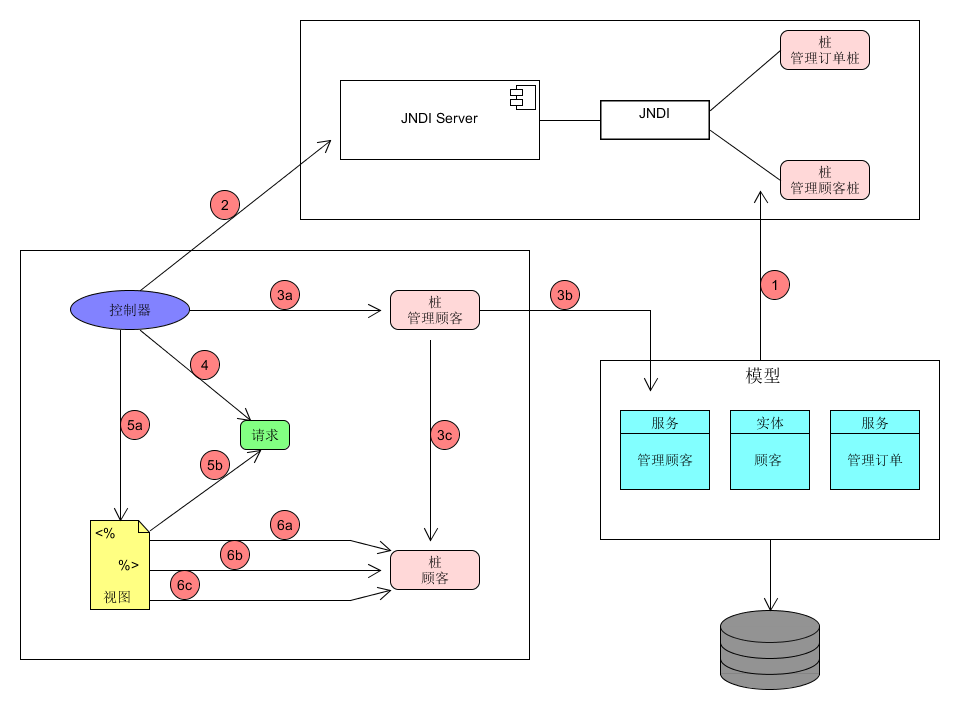 桩
管理订单桩
JNDI Server
JNDI
桩
管理顾客桩
2
1
控制器
3a
桩
管理顾客
3b
4
模型
5a
请求
3c
服务
管理顾客
实体
顾客
服务
管理订单
5b
<%
%>
视图
6a
6b
6c
桩
顾客